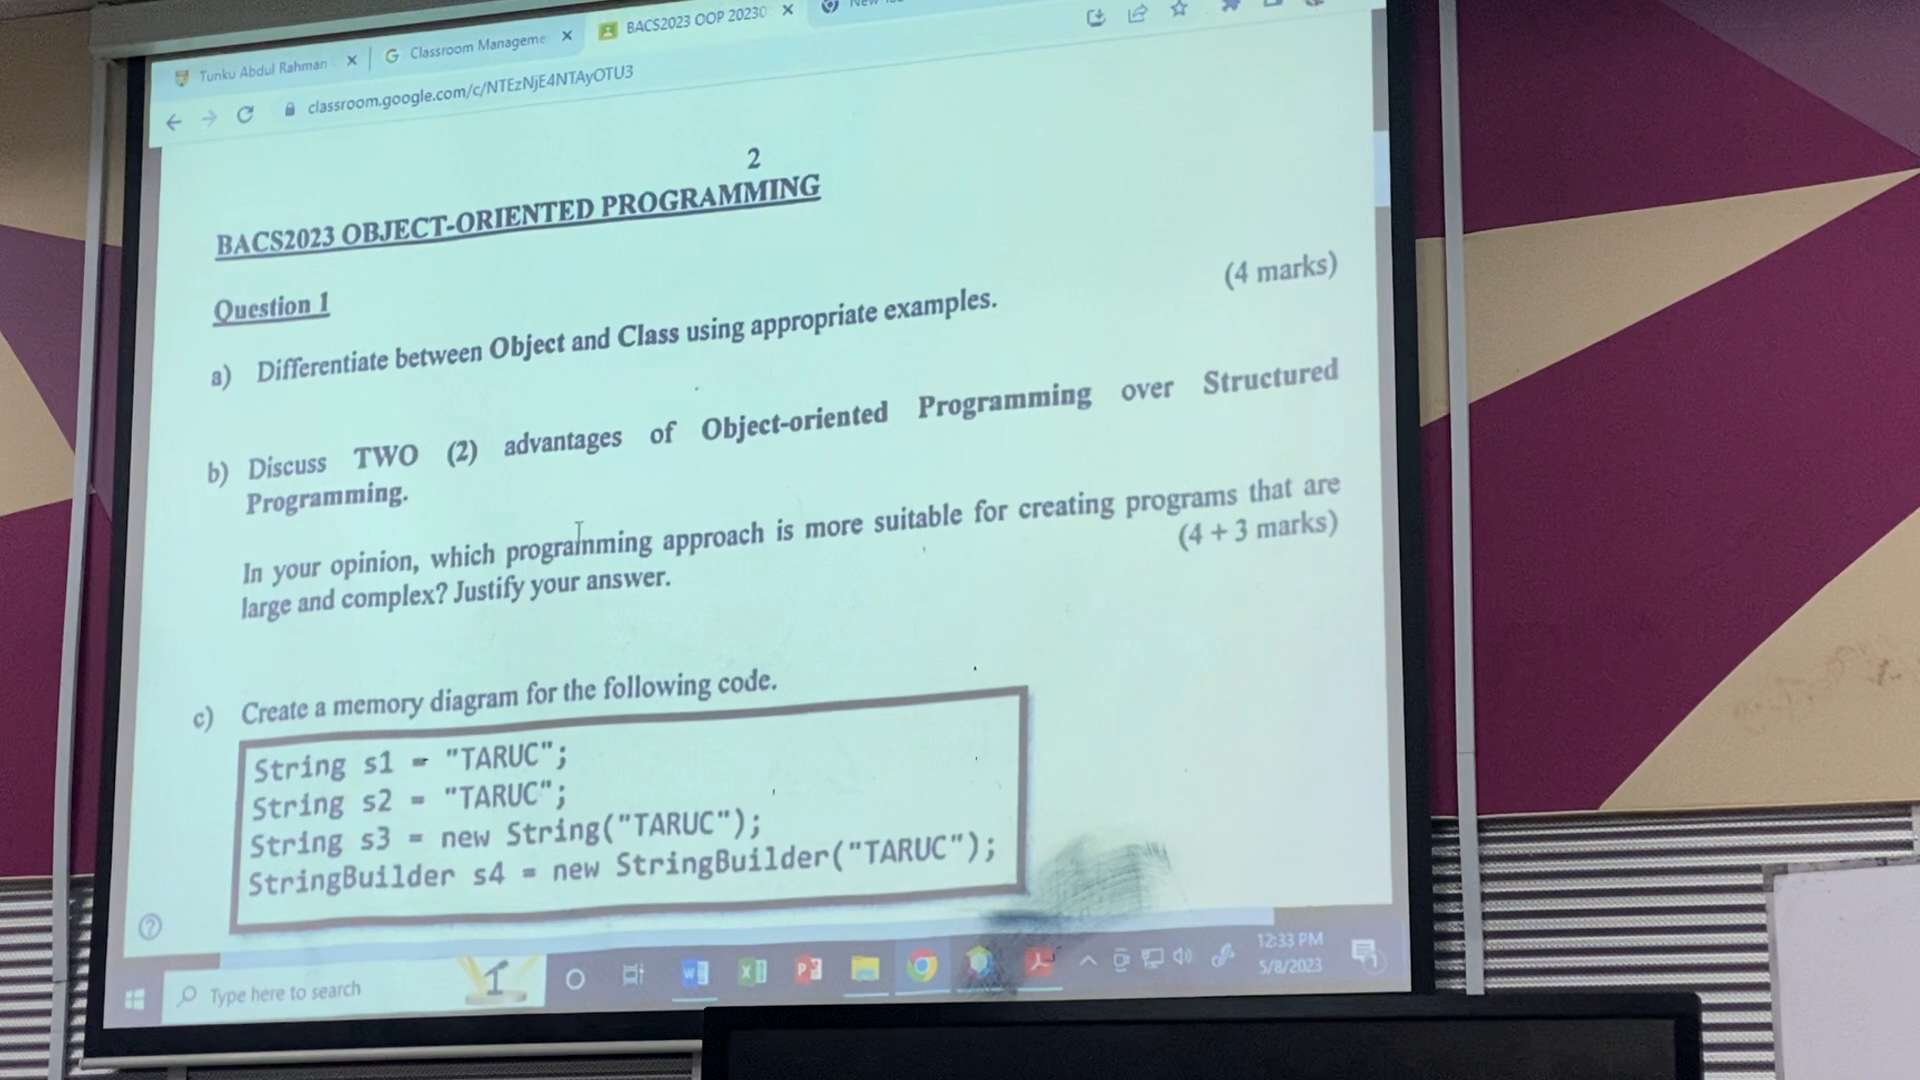 Tunku Abdul Rahman
Classroom Manageme
BACS2023 OOP 20230
classroom.google.com/c/NTEzNjE4NTAyOTU3
2
BACS2023 OBJECT-ORIENTED PROGRAMMING
Question 1
a) Differentiate between Object and Class using appropriate examples.
(4 marks)
b) Discuss TWO (2) advantages of Object-oriented Programming over Structured
Programming.
In your opinion, which programming approach is more suitable for creating programs that are
large and complex? Justify your answer.
(4 + 3 marks)
c) Create a memory diagram for the following code.
String s1 = "TARUC";
String s2 = "TARUC";
String s3 = new String("TARUC");
StringBuilder s4 = new StringBuilder("TARUC");
Type here to search
12:33 PM
5/8/2023